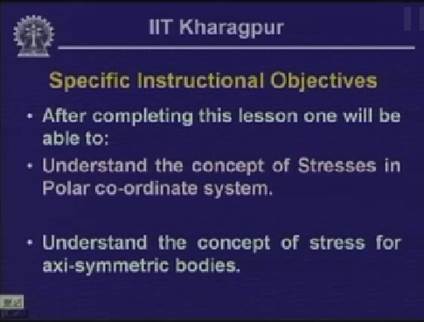 IIT Kharagpur
Specific Instructional Objectives
• After completing this lesson one will be
able to:
• Understand the concept of Stresses in
Polar co-ordinate system.
• Understand the concept of stress for
axi-symmetric bodies.